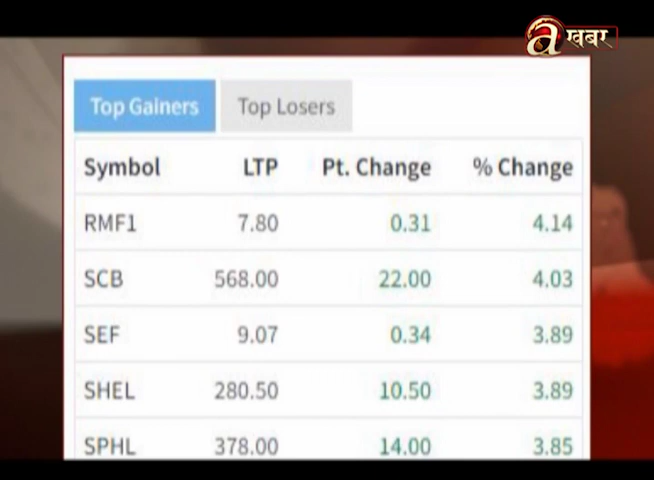 a खबर
Top Gainers Top Losers
Symbol LTP Pt. Change % Change
RMF1 7.80 0.31 4.14
SCB 568.00 22.00 4.03
SEF 9.07 0.34 3.89
SHEL 280.50 10.50 3.89
SPHL 378.00 14.00 3.85